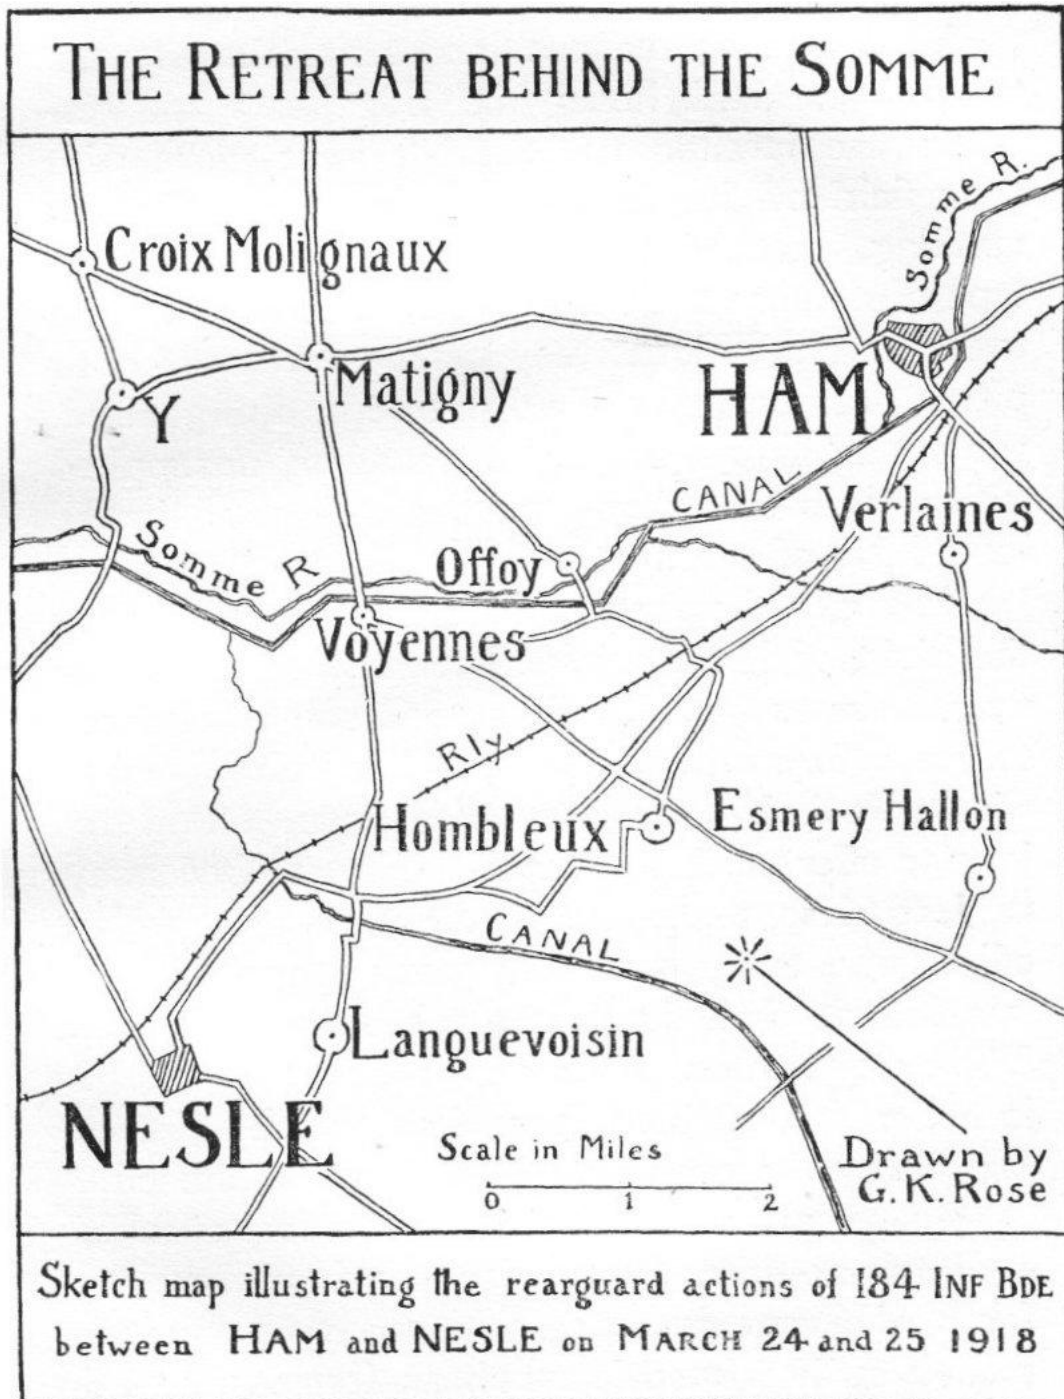 THE RETREAT BEHIND THE SOMME
Somme R.
Croix Molignaux
Matigny
HAM
Y
CANAL
Verlaines
Somme R
Offoy
Voyennes
Rly
Hombleux
Esmery Hallon
CANAL
Languevoisin
NESLE
Scale in Miles
0 1 2
Drawn by
G. K. Rose
Sketch map illustrating the rearguard actions of 184 INF BDE
between HAM and NESLE on MARCH 24 and 25 1918